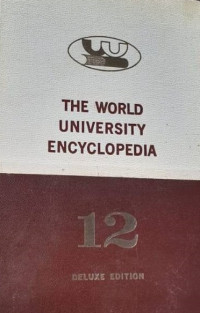 THE WORLD
UNIVERSITY
ENCYCLOPEDIA
12
DELUXE EDITION